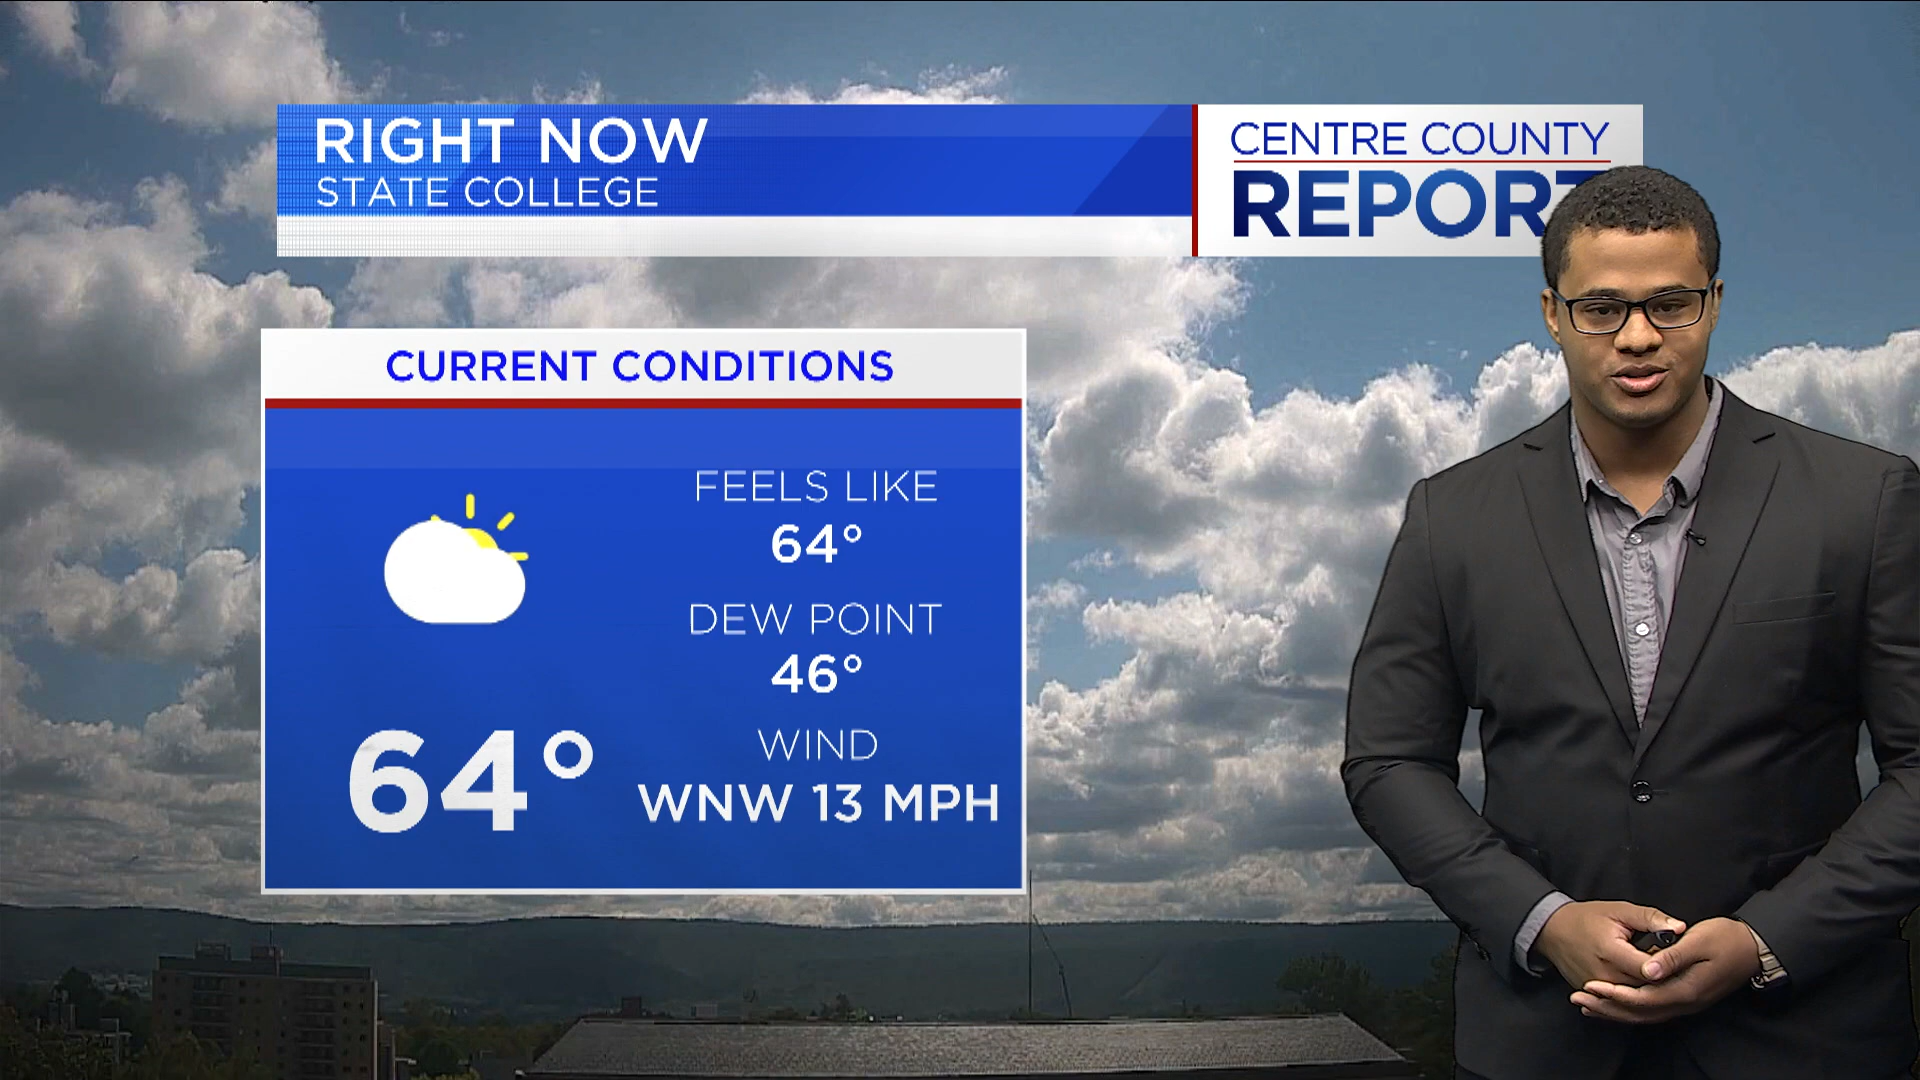 RIGHT NOW
STATE COLLEGE
CENTRE COUNTY
CURRENT CONDITIONS
64°
FEELS LIKE
64°
DEW POINT
46°
WIND
WNW 13 MPH